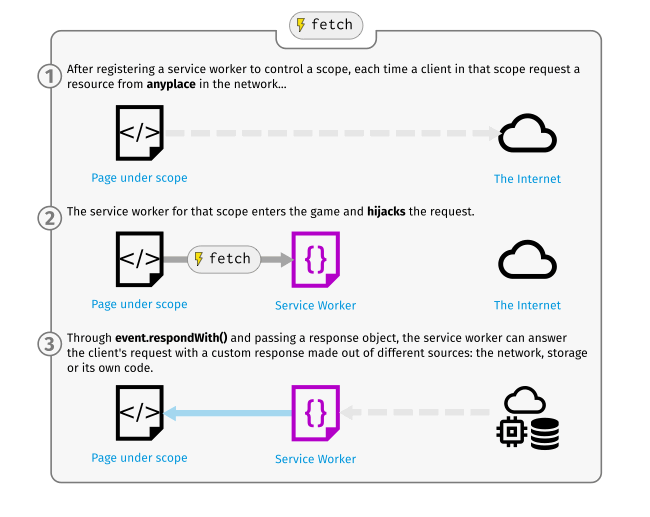 fetch
1
After registering a service worker to control a scope, each time a client in that scope request a
resource from anyplace in the network...
</>
Page under scope
The Internet
2
The service worker for that scope enters the game and hijacks the request.
</>
fetch
{}
Page under scope
Service Worker
The Internet
3
Through event.respondWith() and passing a response object, the service worker can answer
the client's request with a custom response made out of different sources: the network, storage
or its own code.
</>
{}
Page under scope
Service Worker